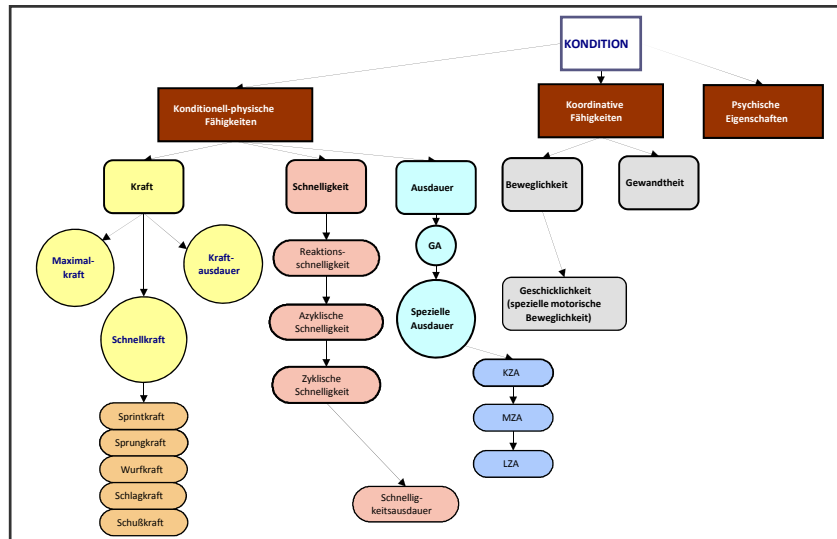 KONDITION
Konditionell-physische
Fähigkeiten
Koordinative
Fähigkeiten
Psychische
Eigenschaften
Kraft
Schnelligkeit
Ausdauer
Beweglichkeit
Gewandtheit
Maximal-
kraft
Kraft-
ausdauer
Reaktions-
schnelligkeit
GA
Geschicklichkeit
(spezielle motorische
Beweglichkeit)
Schnellkraft
Azyklische
Schnelligkeit
Spezielle
Ausdauer
Zyklische
Schnelligkeit
KZA
MZA
LZA
Sprintkraft
Sprungkraft
Wurfkraft
Schlagkraft
Schußkraft
Schnellig-
keitsausdauer